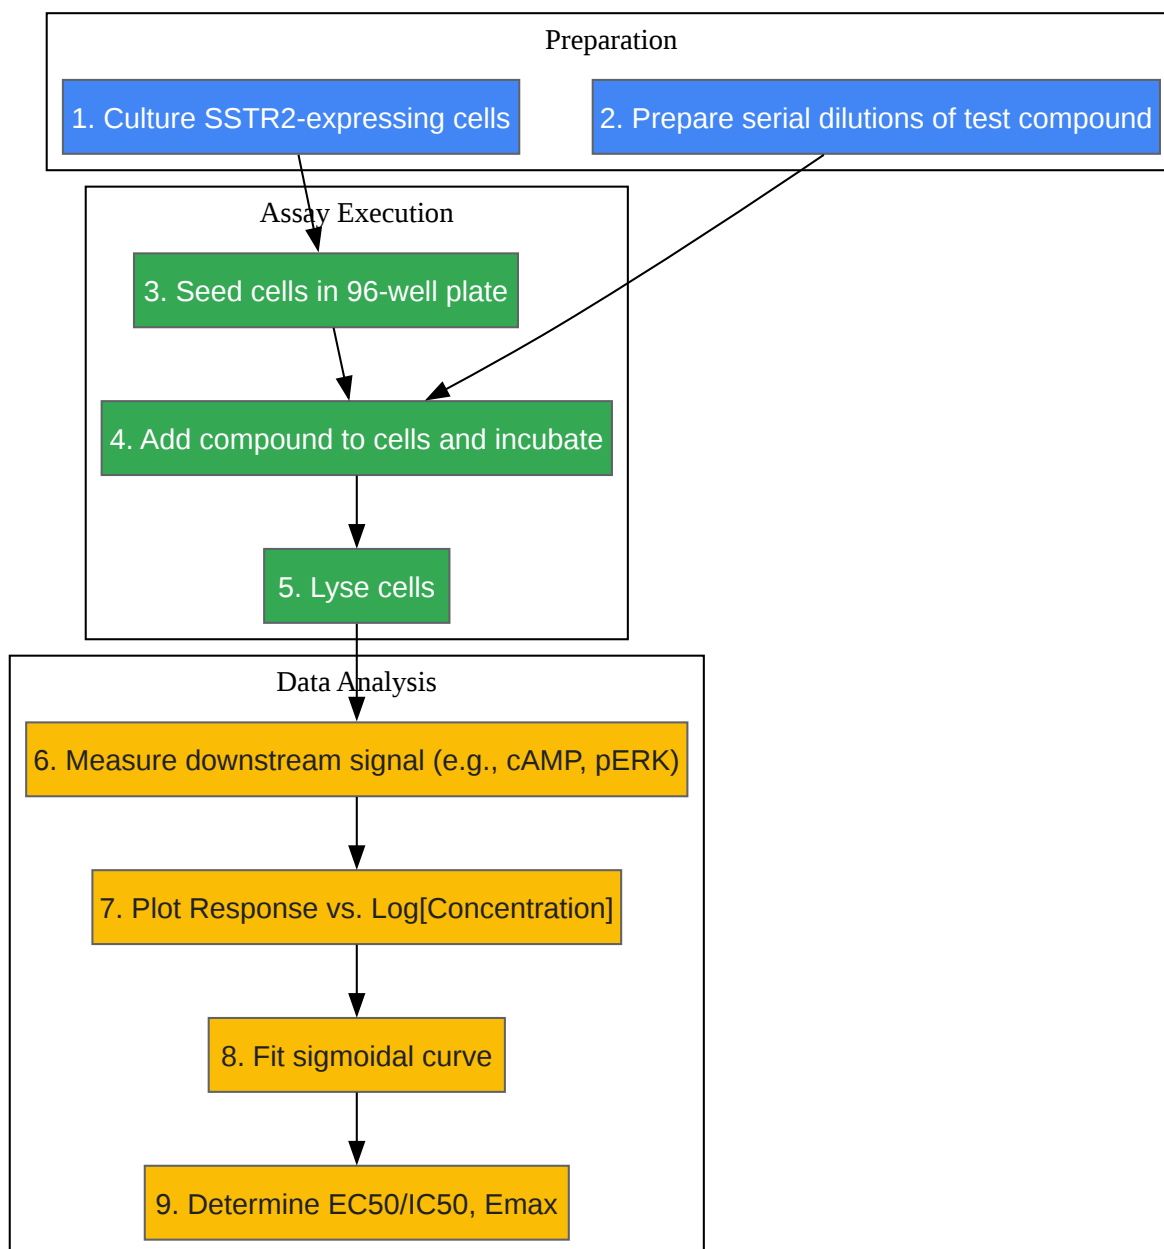 Preparation
1. Culture SSTR2-expressing cells
2. Prepare serial dilutions of test compound
Assay Execution
3. Seed cells in 96-well plate
4. Add compound to cells and incubate
5. Lyse cells
Data Analysis
6. Measure downstream signal (e.g., cAMP, pERK)
7. Plot Response vs. Log[Concentration]
8. Fit sigmoidal curve
9. Determine EC50/IC50, Emax